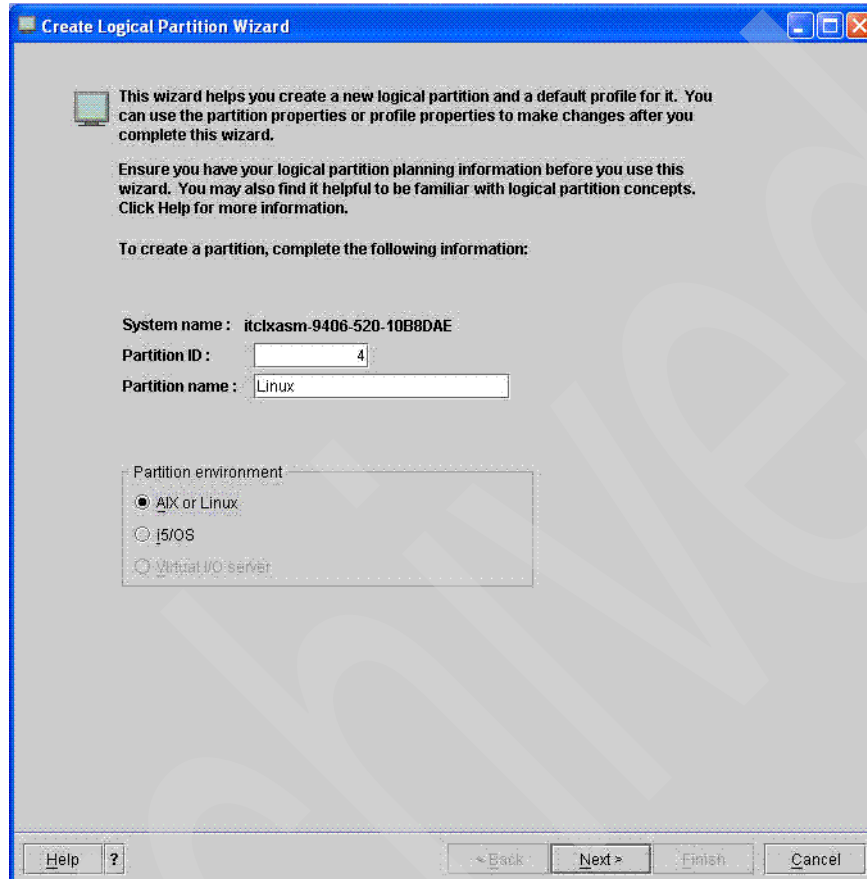 Create Logical Partition Wizard
This wizard helps you create a new logical partition and a default profile for it. You
can use the partition properties or profile properties to make changes after you
complete this wizard.
Ensure you have your logical partition planning information before you use this
wizard. You may also find it helpful to be familiar with logical partition concepts.
Click Help for more information.
To create a partition, complete the following information:
System name : itclxasm-9406-520-10B8DAE
Partition ID : 4
Partition name : Linux
Partition environment
AIX or Linux
i5/OS
Virtual I/O server
Help ? < Back Next > Finish Cancel